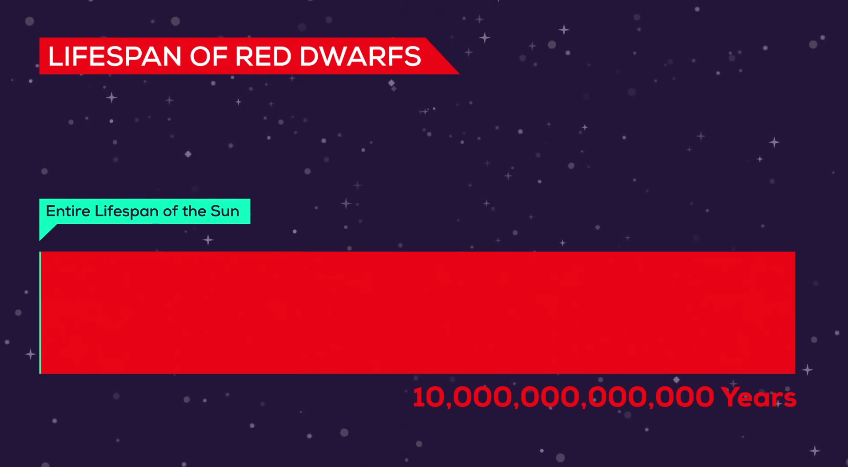 LIFESPAN OF RED DWARFS
Entire Lifespan of the Sun
10,000,000,000,000 Years